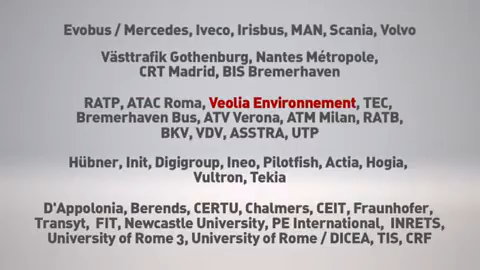 Evobus / Mercedes, Iveco, Irisbus, MAN, Scania, Volvo
Västtrafik Gothenburg, Nantes Métropole,
CRT Madrid, BIS Bremerhaven
RATP, ATAC Roma, Veolia Environnement, TEC,
Bremerhaven Bus, ATV Verona, ATM Milan, RATB,
BKV, VDV, ASSTRA, UTP
Hübner, Init, Digigroup, Ineo, Pilotfish, Actia, Hogia,
Vultron, Tekia
D'Appolonia, Berends, CERTU, Chalmers, CEIT, Fraunhofer,
Transyt, FIT, Newcastle University, PE International, INRETS,
University of Rome 3, University of Rome / DICEA, TIS, CRF